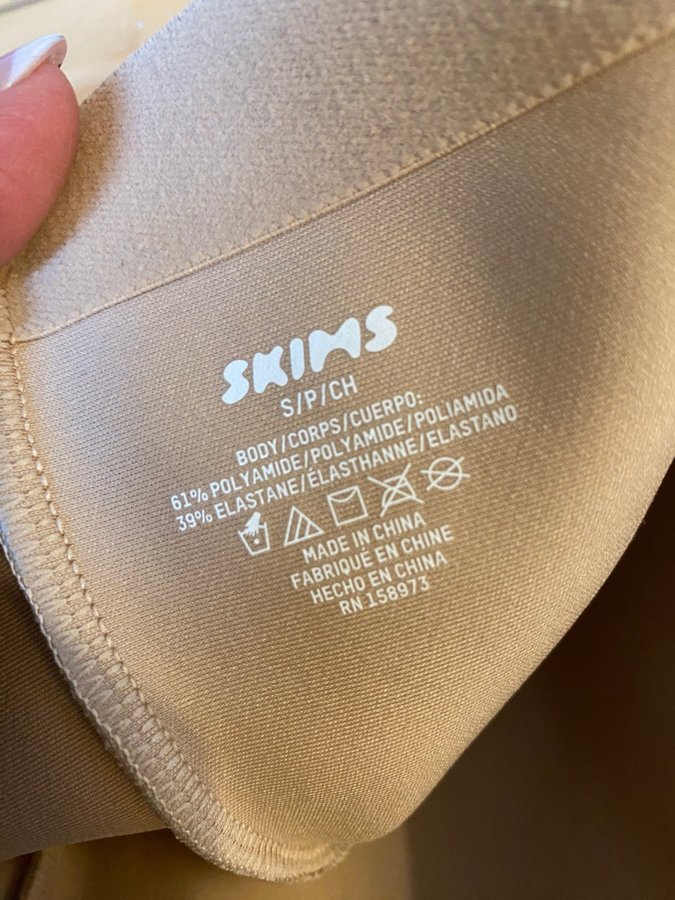 SKIMS
S/P/CH
BODY/CORPS/CUERPO:
61% POLYAMIDE/POLYAMIDE/POLIAMIDA
39% ELASTANE/ÉLASTHANNE/ELASTANO
MADE IN CHINA
FABRIQUÉ EN CHINE
HECHO EN CHINA
RN 158973